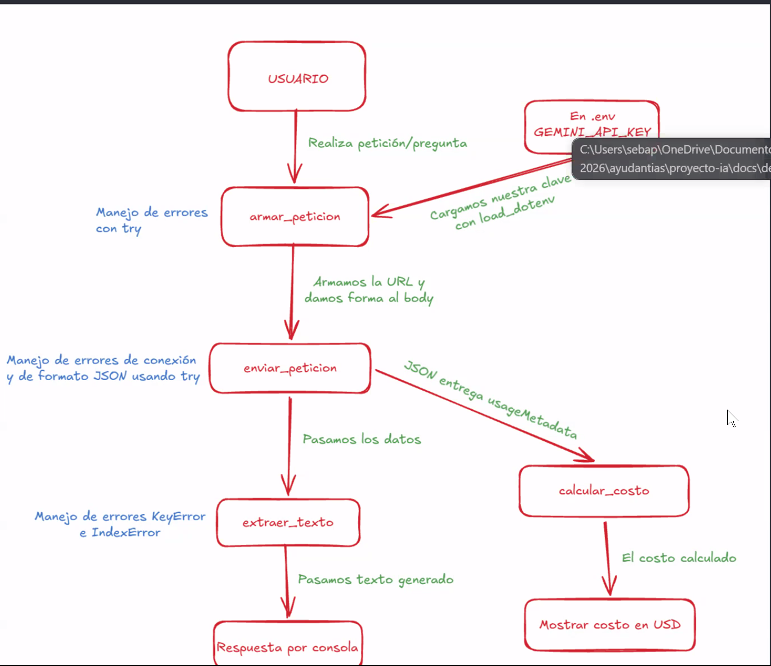 USUARIO
En .env
GEMINI_API_KEY
Realiza petición/pregunta
C:\Users\sebap\OneDrive\Documento
2026\ayudantias\proyecto-ia\docs\de
Manejo de errores
con try
armar_peticion
Cargamos nuestra clave
con load_dotenv
Armamos la URL y
damos forma al body
Manejo de errores de conexión
y de formato JSON usando try
enviar_peticion
JSON entrega usageMetadata
Pasamos los datos
calcular_costo
Manejo de errores KeyError
e IndexError
extraer_texto
El costo calculado
Pasamos texto generado
Mostrar costo en USD
Respuesta por consola